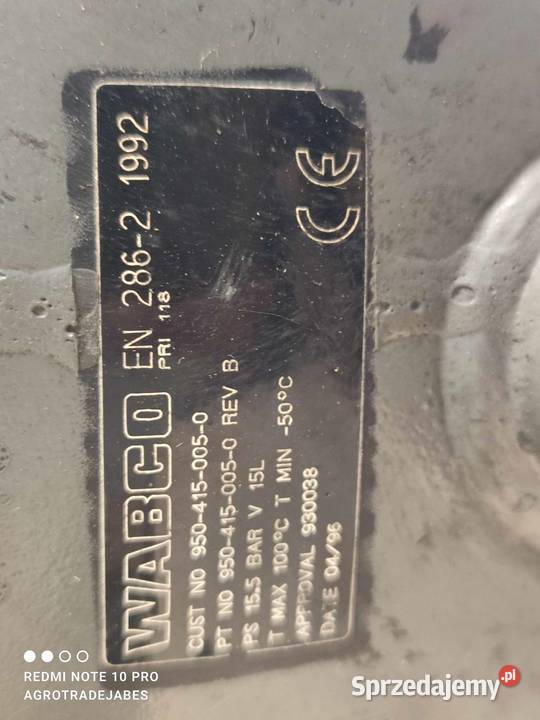 WABCO EN 286-2 1992
PRI 118
CUST NO 950-415-005-0
PT NO 950-415-005-0 REV B
PS 15.5 BAR V 15L
T MAX 100°C T MIN -50°C
APPROVAL 930038
DATE 04/96
CE
REDMI NOTE 10 PRO
AGROTRADEJABES
Sprzedajemy.pl